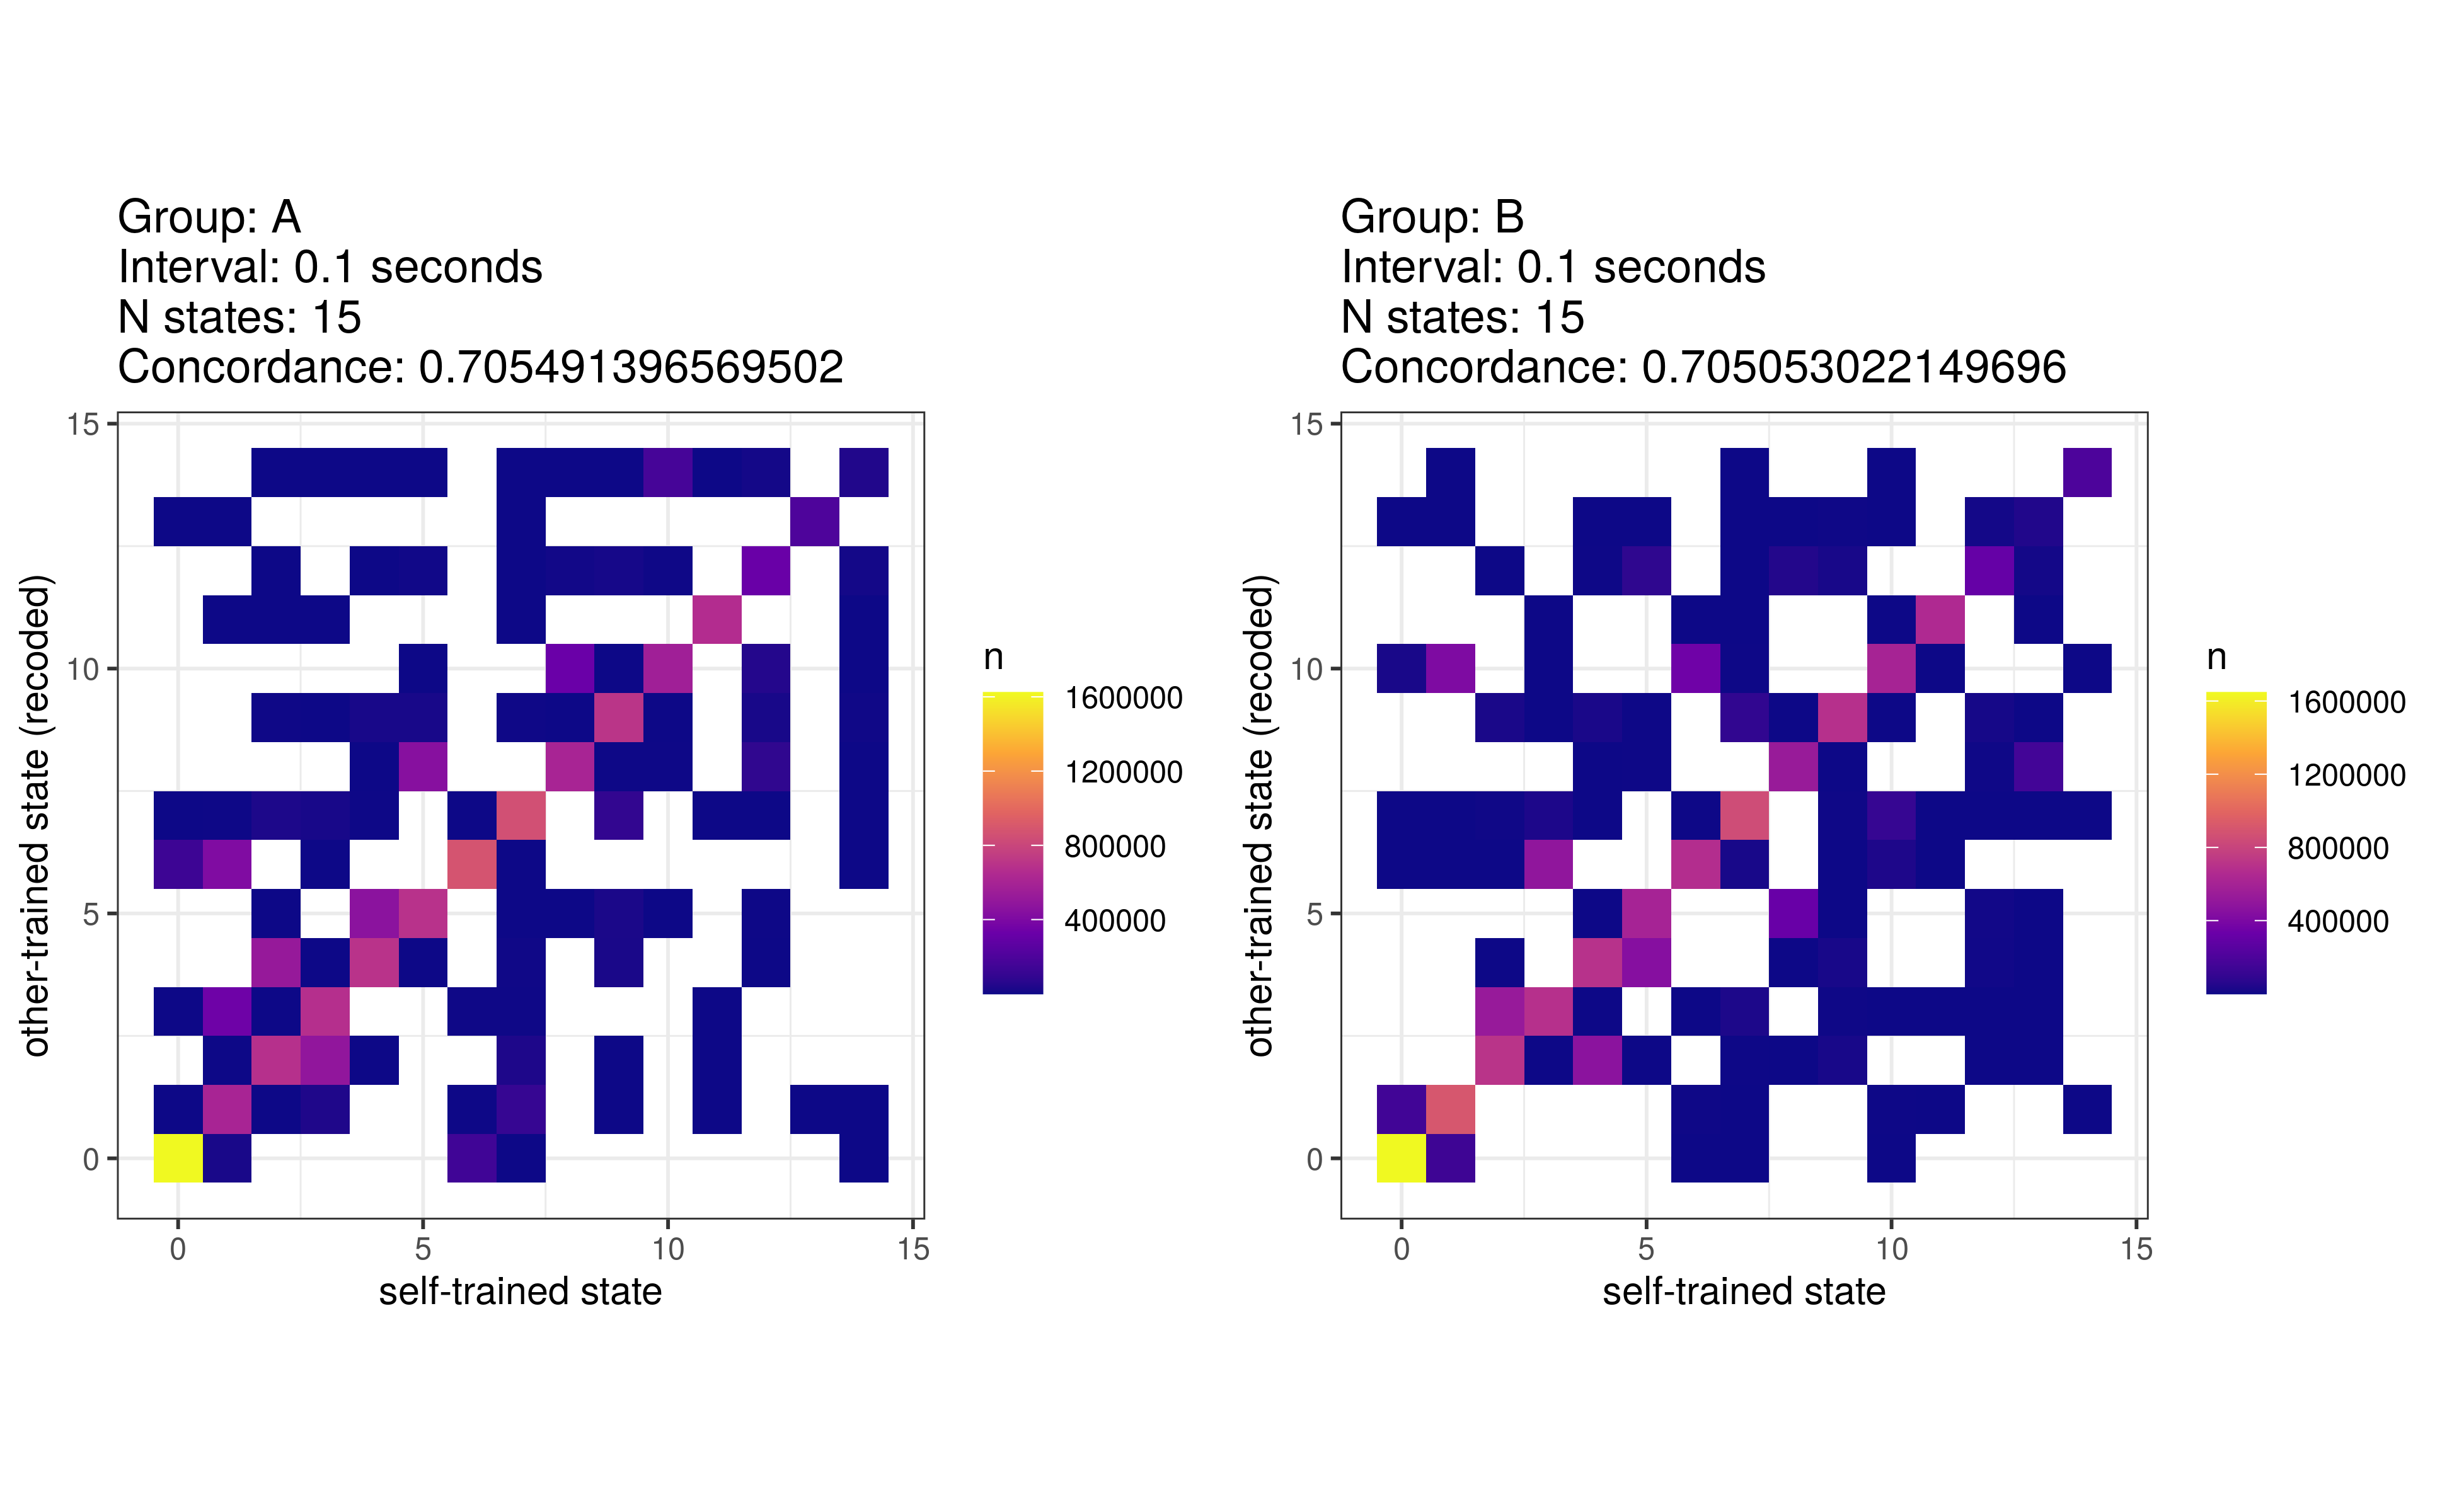 Group: A
Interval: 0.1 seconds
N states: 15
Concordance: 0.705491396569502
15
10
5
0
0 5 10 15
other-trained state (recoded)
self-trained state
n
1600000
1200000
800000
400000
Group: B
Interval: 0.1 seconds
N states: 15
Concordance: 0.705053022149696
15
10
5
0
0 5 10 15
other-trained state (recoded)
self-trained state
n
1600000
1200000
800000
400000